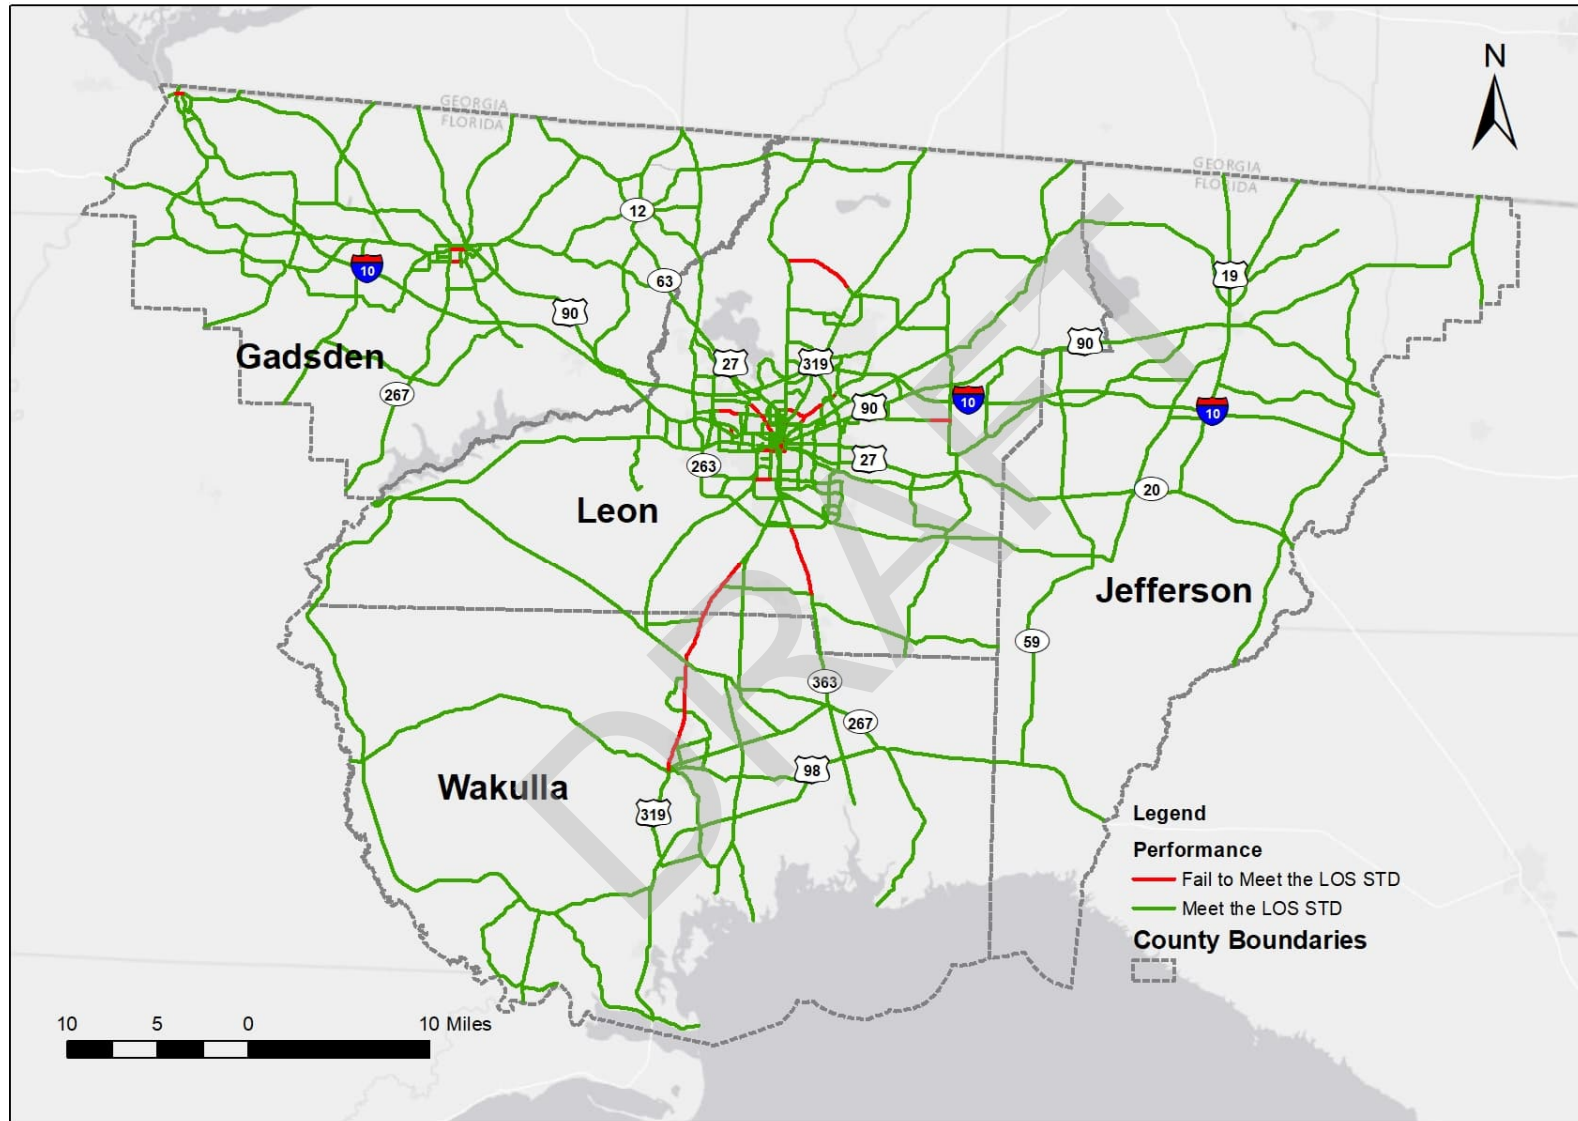 N
GEORGIA
FLORIDA
GEORGIA
FLORIDA
12
10
63
19
90
90
Gadsden
27
319
267
90
10
10
263
27
20
Leon
Jefferson
59
363
267
98
Wakulla
319
DRAFT
Legend
Performance
Fail to Meet the LOS STD
Meet the LOS STD
County Boundaries
10 5 0 10 Miles